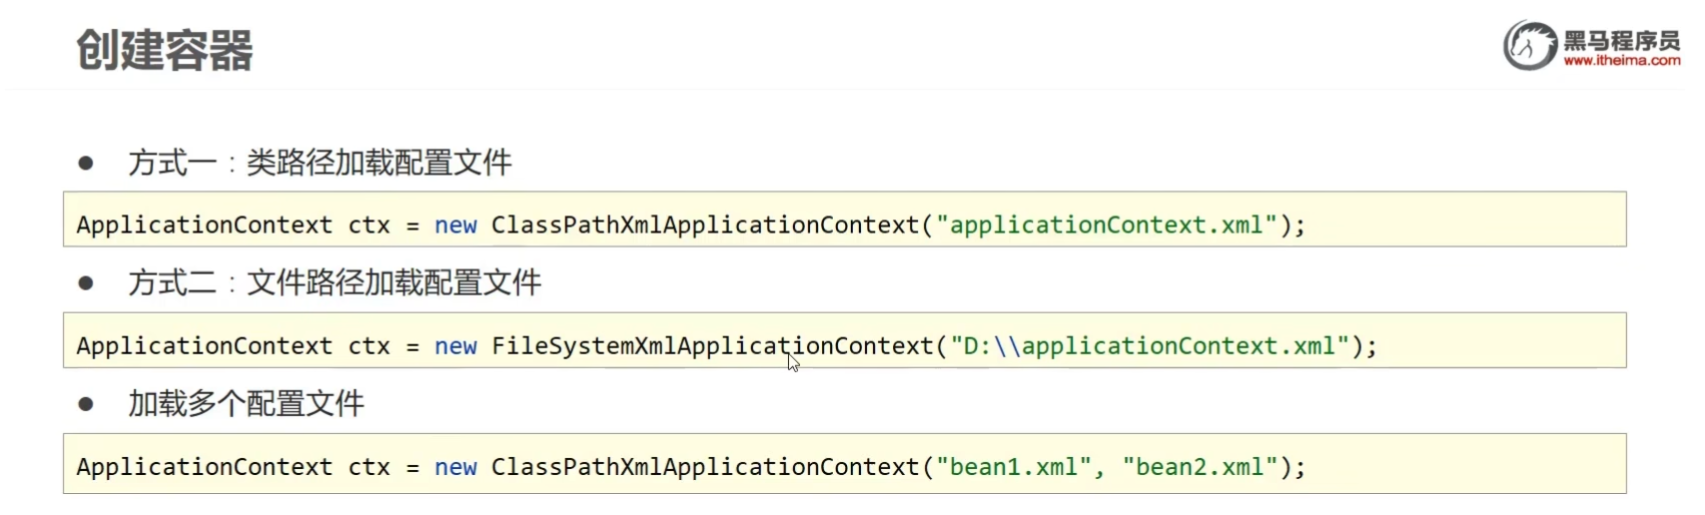 创建容器
黑马程序员
www.itheima.com
● 方式一：类路径加载配置文件
ApplicationContext ctx = new ClassPathXmlApplicationContext("applicationContext.xml");
● 方式二：文件路径加载配置文件
ApplicationContext ctx = new FileSystemXmlApplicationContext("D:\\applicationContext.xml");
● 加载多个配置文件
ApplicationContext ctx = new ClassPathXmlApplicationContext("bean1.xml", "bean2.xml");